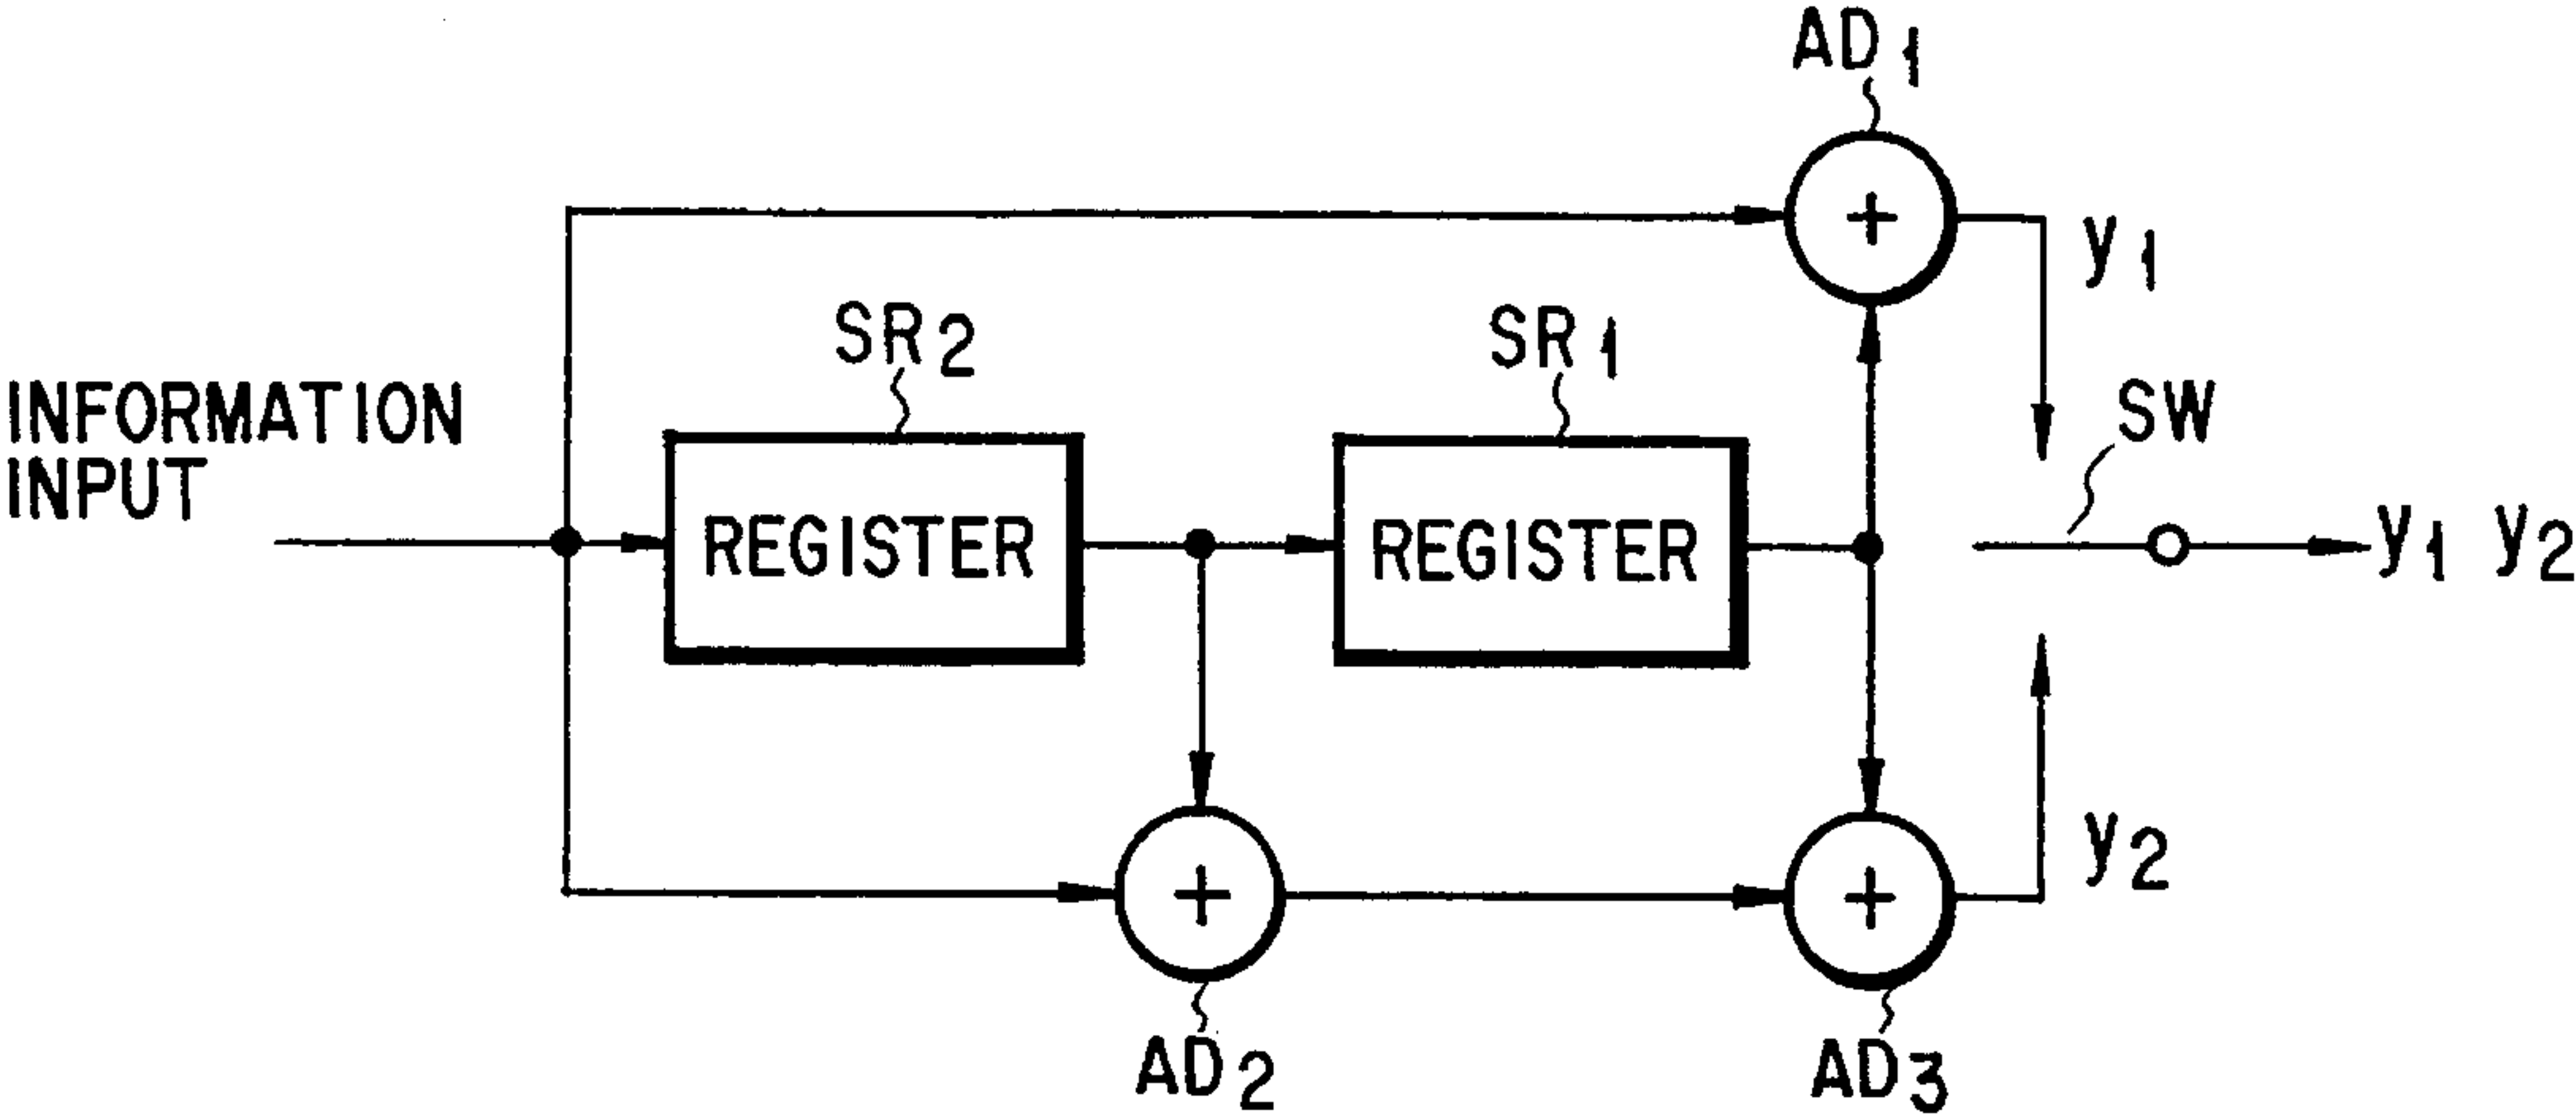 AD1
y1
SR2
SR1
INFORMATION
INPUT
SW
REGISTER
REGISTER
y1 y2
y2
AD2
AD3